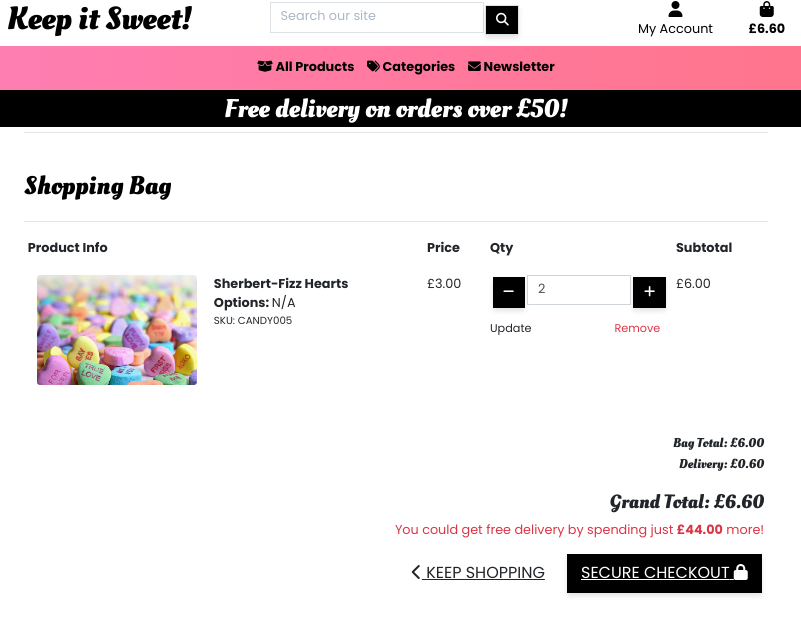 Keep it Sweet!
Search our site
My Account
£6.60
All Products Categories Newsletter
Free delivery on orders over £50!
Shopping Bag
Product Info Price Qty Subtotal
Sherbert-Fizz Hearts £3.00 2 £6.00
Options: N/A
SKU: CANDY005
Update Remove
TRUE
LOVE
Bag Total: £6.00
Delivery: £0.60
Grand Total: £6.60
You could get free delivery by spending just £44.00 more!
KEEP SHOPPING SECURE CHECKOUT